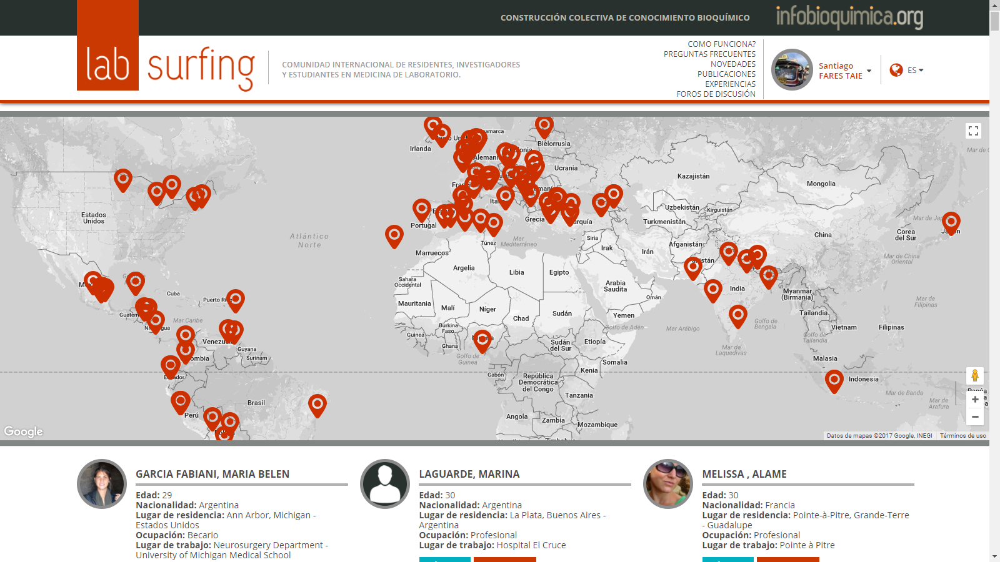 CONSTRUCCIÓN COLECTIVA DE CONOCIMIENTO BIOQUÍMICO
infobioquimica.org
lab surfing
COMUNIDAD INTERNACIONAL DE RESIDENTES, INVESTIGADORES
Y ESTUDIANTES EN MEDICINA DE LABORATORIO.
COMO FUNCIONA?
PREGUNTAS FRECUENTES
NOVEDADES
PUBLICACIONES
EXPERIENCIAS
FOROS DE DISCUSIÓN
Santiago
FARES TAIE
ES
Irlanda
Bielorrusia
Ucrania
Kazajistán
Mongolia
Estados
Unidos
Portugal
Grecia
Uzbekistán
Kirguistán
Turkmenistán
Afganistán
China
Corea
del Sur
Mar de China
Oriental
Atlántico
Norte
Túnez
Mar
Mediterráneo
Siria
Irak
Irán
Marruecos
Argelia
Libia
Egipto
Sahara
Occidental
Arabia
Saudita
Omán
India
Myanmar
(Birmania)
Cuba
Puerto
Mauritania
Malí
Níger
Chad
Sudán
Yemen
Tailandia
Mar de
Filipinas
Mar Caribe
Burkina
Faso
Guinea
Ghana
Golfo de Adén
Mar Arábigo
Golfo de
Bengala
Vietnam
Filipinas
Golfo de
Tailandia
Guyana
Surinam
Golfo de
Guinea
Sudán
del Sur
Etiopía
Mar de
Laquedivas
Malasia
Somalia
Gabón
República
Democrática
del Congo
Kenia
Indonesia
Tanzania
Mar de Banda
Mar de
Arafura
Brasil
Perú
Angola
Zambia
Mozambique
Google
Datos de mapas ©2017 Google, INEGI
Términos de uso
GARCIA FABIANI, MARIA BELEN
Edad: 29
Nacionalidad: Argentina
Lugar de residencia: Ann Arbor, Michigan -
Estados Unidos
Ocupación: Becario
Lugar de trabajo: Neurosurgery Department -
University of Michigan Medical School
LAGUARDE, MARINA
Edad: 30
Nacionalidad: Argentina
Lugar de residencia: La Plata, Buenos Aires -
Argentina
Ocupación: Profesional
Lugar de trabajo: Hospital El Cruce
MELISSA , ALAME
Edad: 30
Nacionalidad: Francia
Lugar de residencia: Pointe-à-Pitre, Grande-Terre
- Guadalupe
Ocupación: Profesional
Lugar de trabajo: Pointe à Pitre